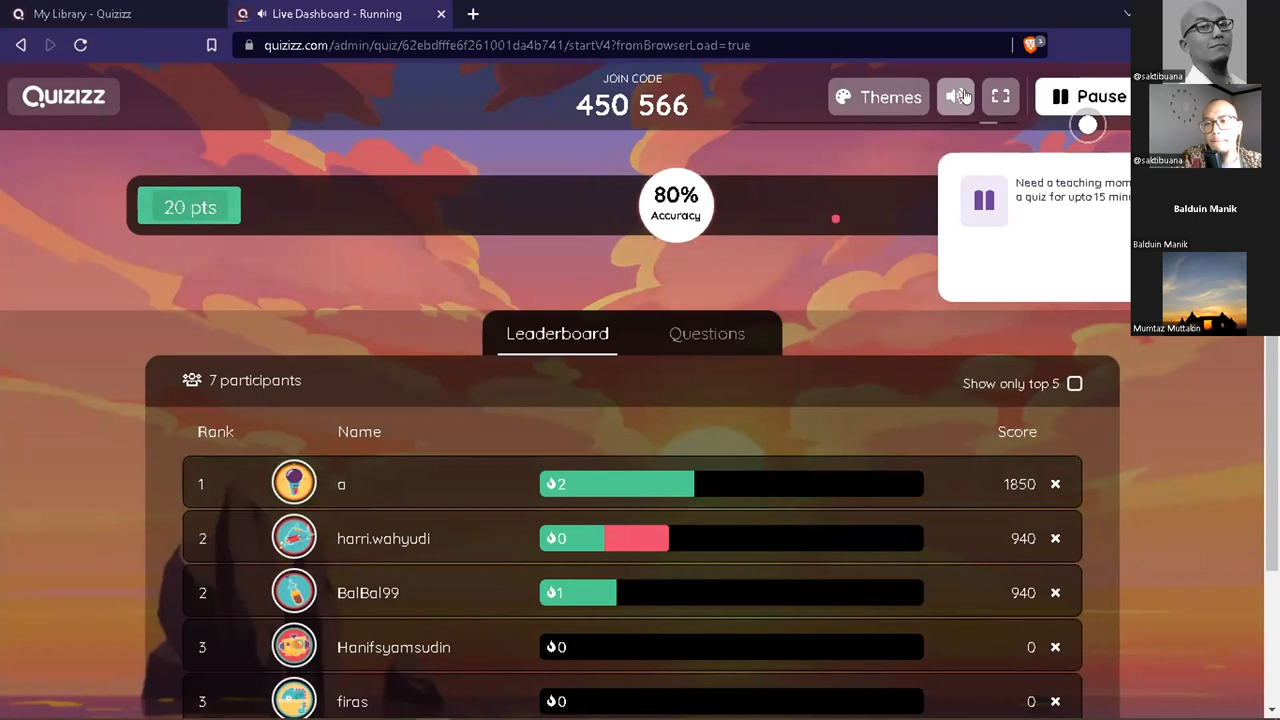 My Library - Quizizz
Live Dashboard - Running
quizizz.com/admin/quiz/62ebdfffe6f261001da4b741/startV4?fromBrowserLoad=true
3
QUIZIZZ
JOIN CODE
450 566
Themes
Pause
@saktibuana
@saktibuana
Balduin Manik
Balduin Manik
Mumtaz Muttakin
20 pts
80%
Accuracy
Need a teaching mom
a quiz for upto 15 minu
Leaderboard
Questions
7 participants
Show only top 5
Rank Name Score
1 a 2 1850
2 harri.wahyudi 0 940
2 BalBal99 1 940
3 Hanifsyamsudin 0 0
3 firas 0 0